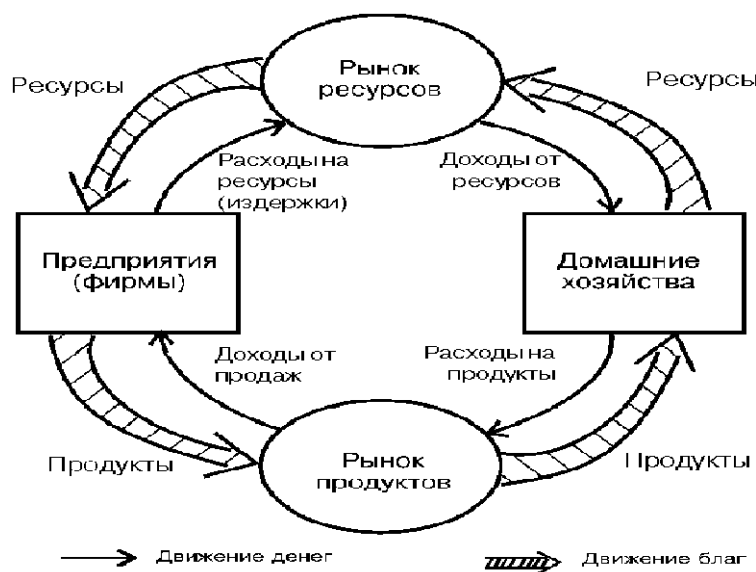 Рынок
ресурсов
Ресурсы
Ресурсы
Расходы на
ресурсы
(издержки)
Доходы от
ресурсов
Предприятия
(фирмы)
Домашние
хозяйства
Доходы от
продаж
Расходы на
продукты
Продукты
Рынок
продуктов
Продукты
Движение денег
Движение благ